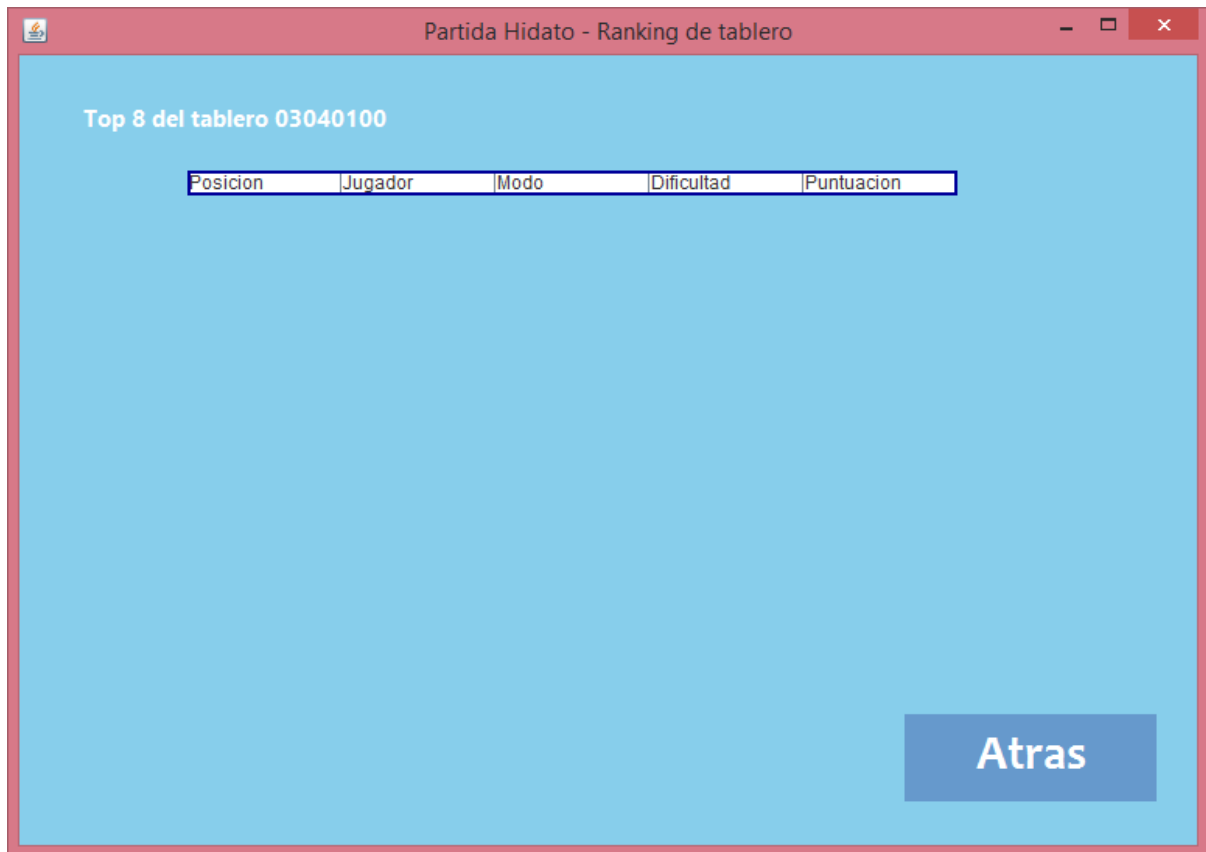 Partida Hidato - Ranking de tablero
Top 8 del tablero 03040100
Posicion Jugador Modo Dificultad Puntuacion
Atras